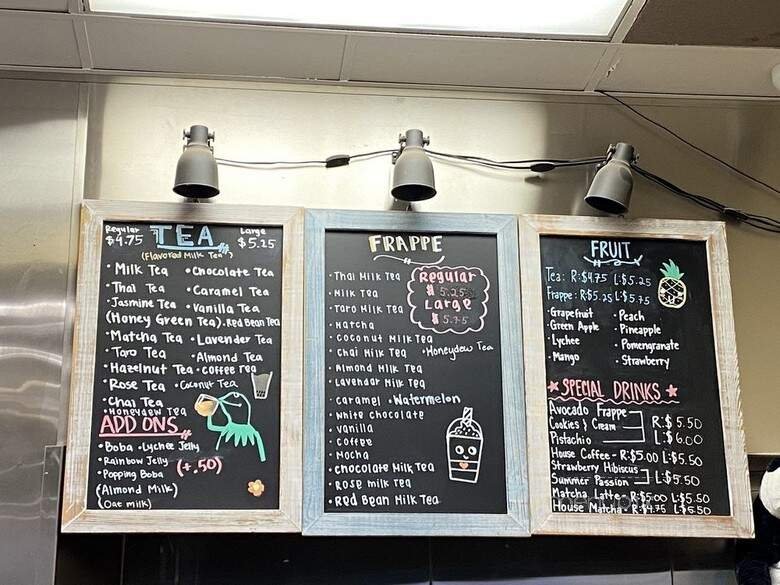 Regular
$4.75
TEA
Large
$5.25
(Flavored Milk Tea)
• Milk Tea • Chocolate Tea
• Thai Tea • Caramel Tea
• Jasmine Tea • Vanilla Tea
(Honey Green Tea) • Red Bean Tea
• Matcha Tea • Lavender Tea
• Taro Tea • Almond Tea
• Hazelnut Tea • Coffee Tea
• Rose Tea • Coconut Tea
• Chai Tea
• Honeydew Tea
ADD ONS
• Boba • Lychee Jelly
• Rainbow Jelly (+.50)
• Popping Boba
(Almond Milk)
(Oat milk)
FRAPPE
Regular
$5.25
Large
$5.75
• Thai Milk Tea
• Milk Tea
Taro Milk Tea
• Matcha
Coconut Milk Tea
• Chai Milk Tea • Honeydew Tea
• Almond Milk Tea
• Lavendar Milk Tea
caramel • Watermelon
• White chocolate
• Vanilla
• Coffee
• Mocha
• Chocolate Milk Tea
• Rose milk tea
• Red Bean Milk Tea
FRUIT
Tea: R:$4.75 L:$5.25
Frappe: R:$5.25 L:$5.75
• Grapefruit • Peach
• Green Apple • Pineapple
• Lychee • Pomengranate
• Mango • Strawberry
★ SPECIAL DRINKS ★
Avocado Frappe
Cookies & Cream R:$5.50
Pistachio L:$6.00
House Coffee - R:$5.00 L:$5.50
Strawberry Hibiscus
Summer Passion L:$5.50
Matcha Latte - R:$5.00 L:$5.50
House Matcha - R:$4.75 L:$5.50